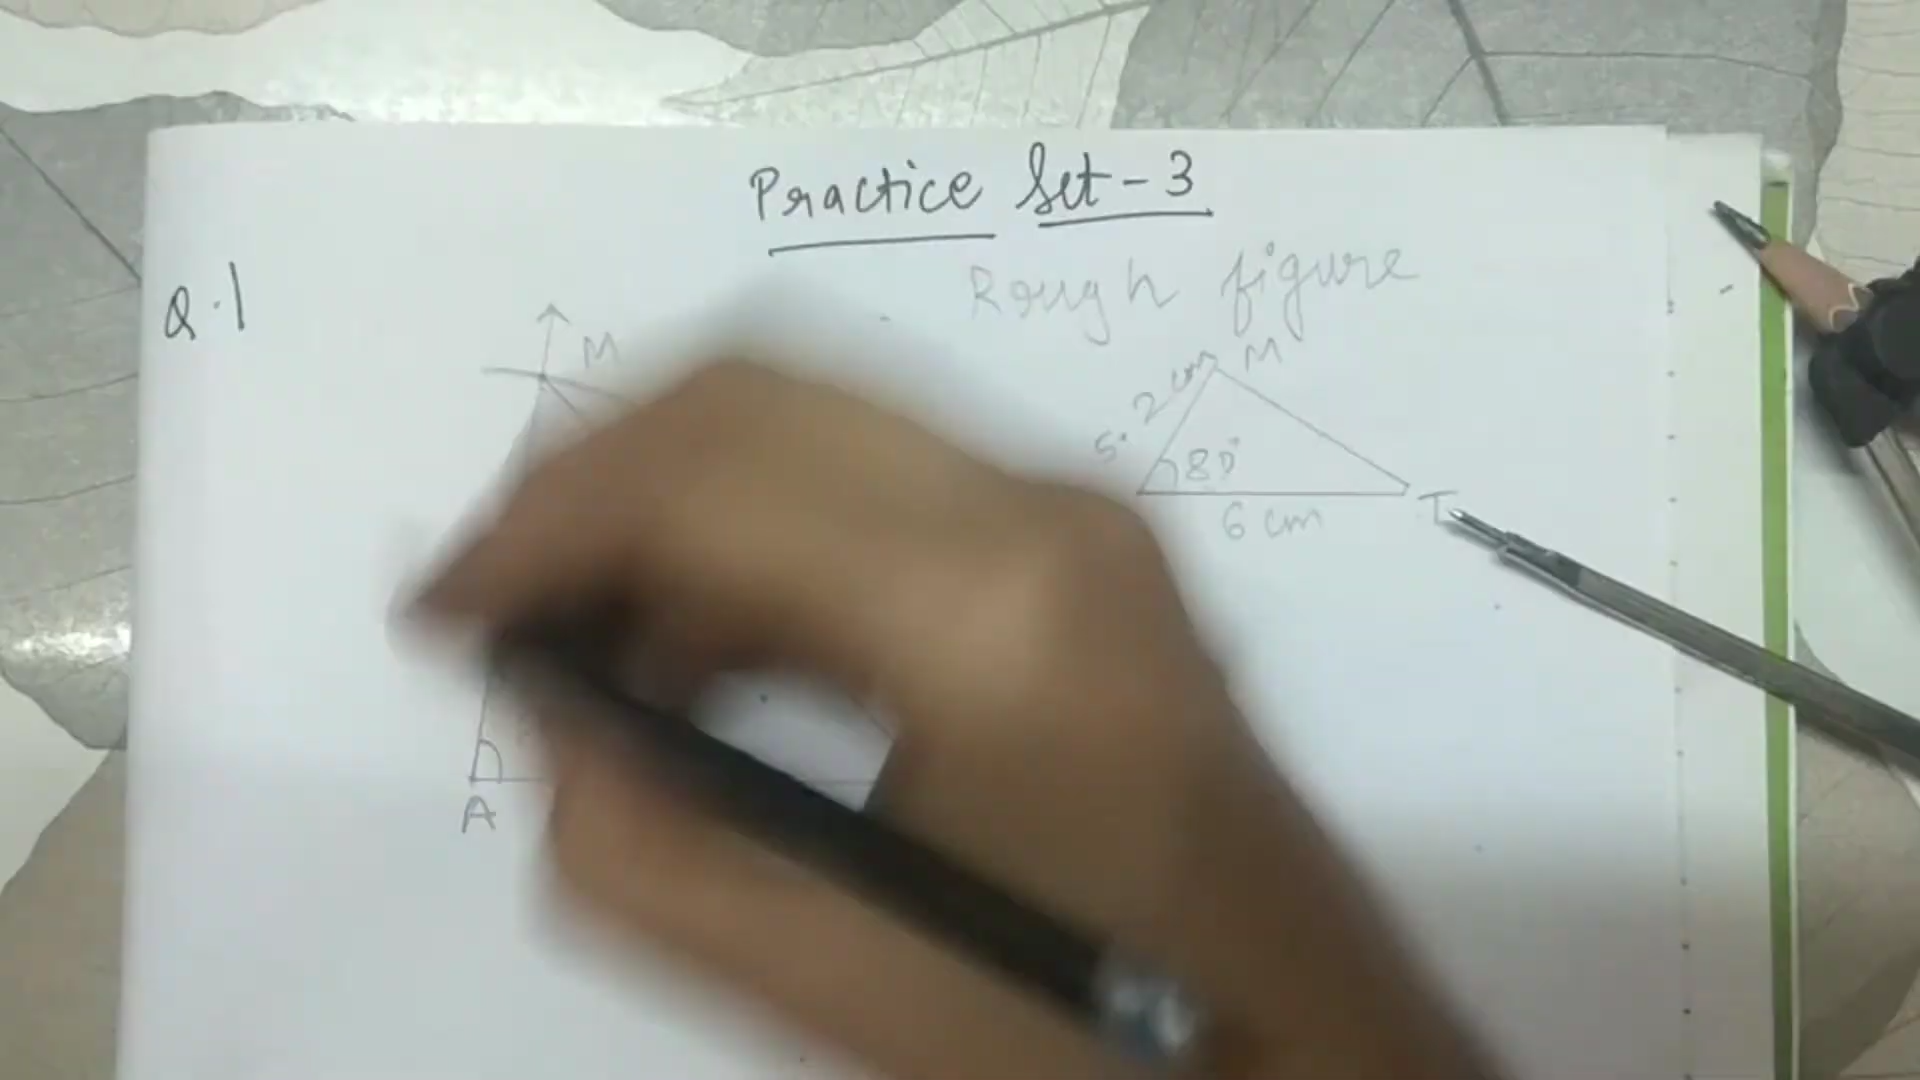 Practice Set - 3
Q.1
Rough figure
M
M
5.2 cm
80°
6 cm
T
A